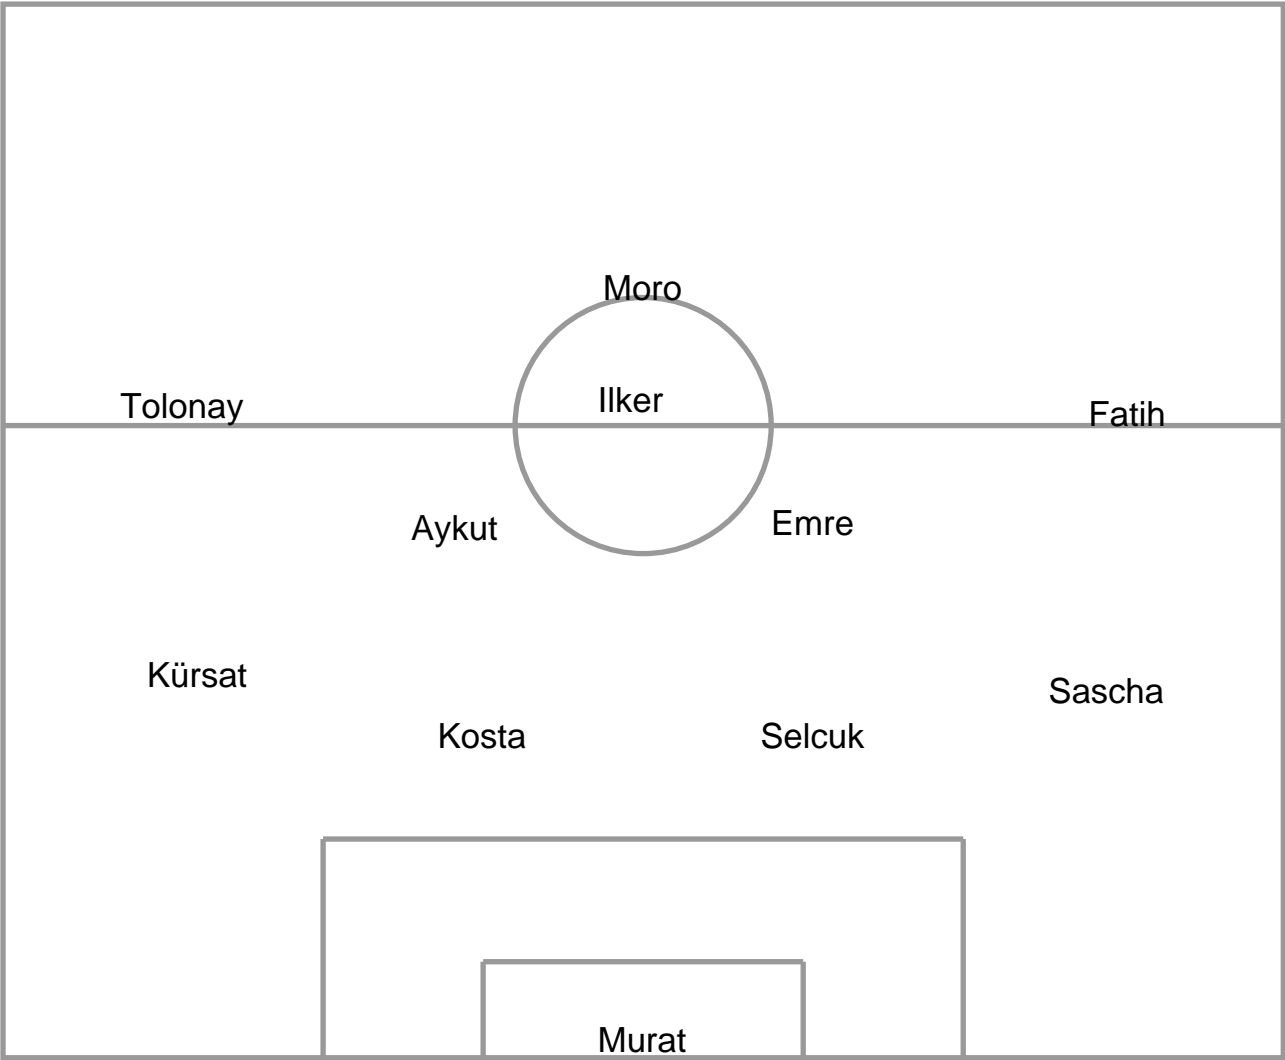 Moro
Tolonay
Ilker
Fatih
Aykut
Emre
Kürsat
Sascha
Kosta
Selcuk
Murat